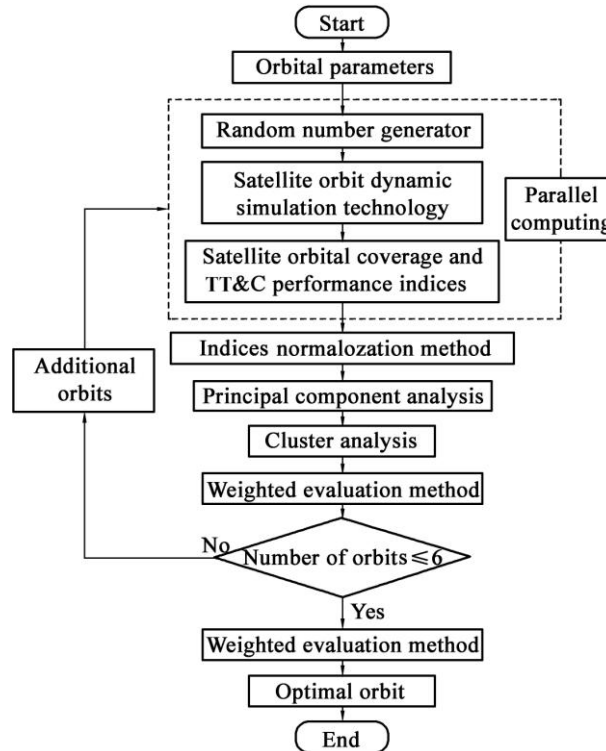 Start
Orbital parameters
Random number generator
Satellite orbit dynamic
simulation technology
Parallel
computing
Satellite orbital coverage and
TT&C performance indices
Indices normalozation method
Additional
orbits
Principal component analysis
Cluster analysis
Weighted evaluation method
No
Number of orbits ≤ 6
Yes
Weighted evaluation method
Optimal orbit
End